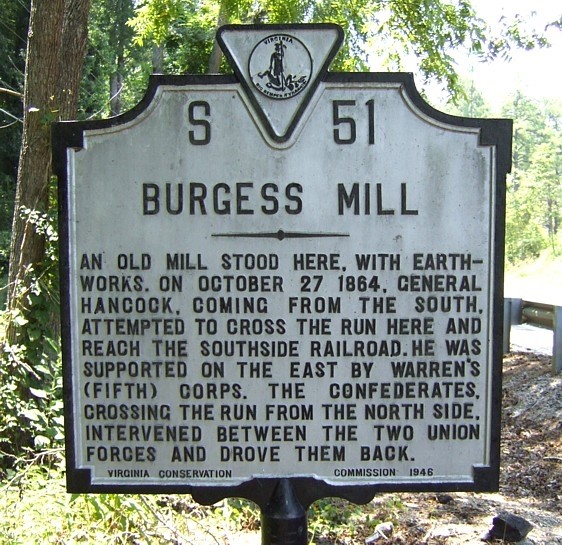 VIRGINIA
S 51
BURGESS MILL
AN OLD MILL STOOD HERE, WITH EARTH-
WORKS. ON OCTOBER 27 1864, GENERAL
HANCOCK, COMING FROM THE SOUTH,
ATTEMPTED TO CROSS THE RUN HERE AND
REACH THE SOUTHSIDE RAILROAD. HE WAS
SUPPORTED ON THE EAST BY WARREN'S
(FIFTH) CORPS. THE CONFEDERATES,
CROSSING THE RUN FROM THE NORTH SIDE,
INTERVENED BETWEEN THE TWO UNION
FORCES AND DROVE THEM BACK.
VIRGINIA CONSERVATION COMMISSION 1946